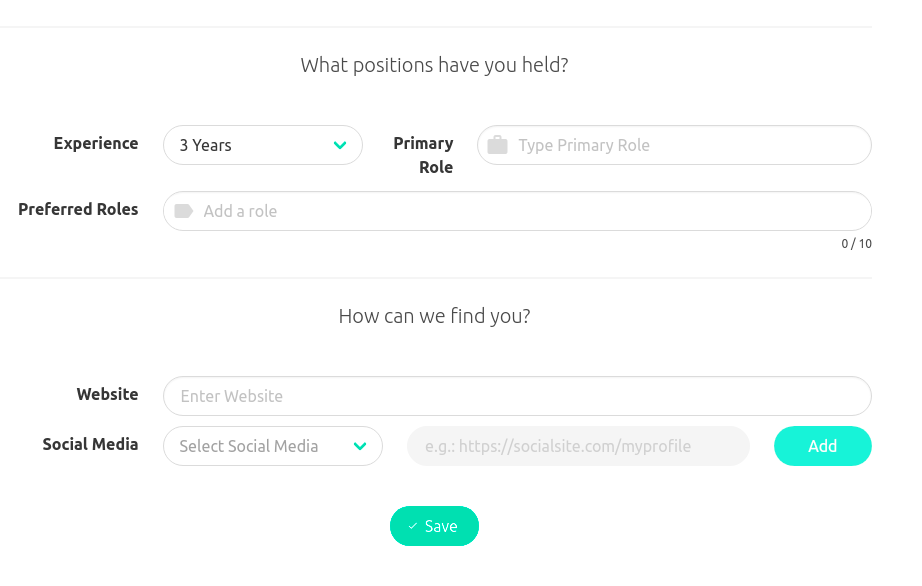 What positions have you held?
Experience
3 Years
Primary
Role
Type Primary Role
Preferred Roles
Add a role
0 / 10
How can we find you?
Website
Enter Website
Social Media
Select Social Media
e.g.: https://socialsite.com/myprofile
Add
Save